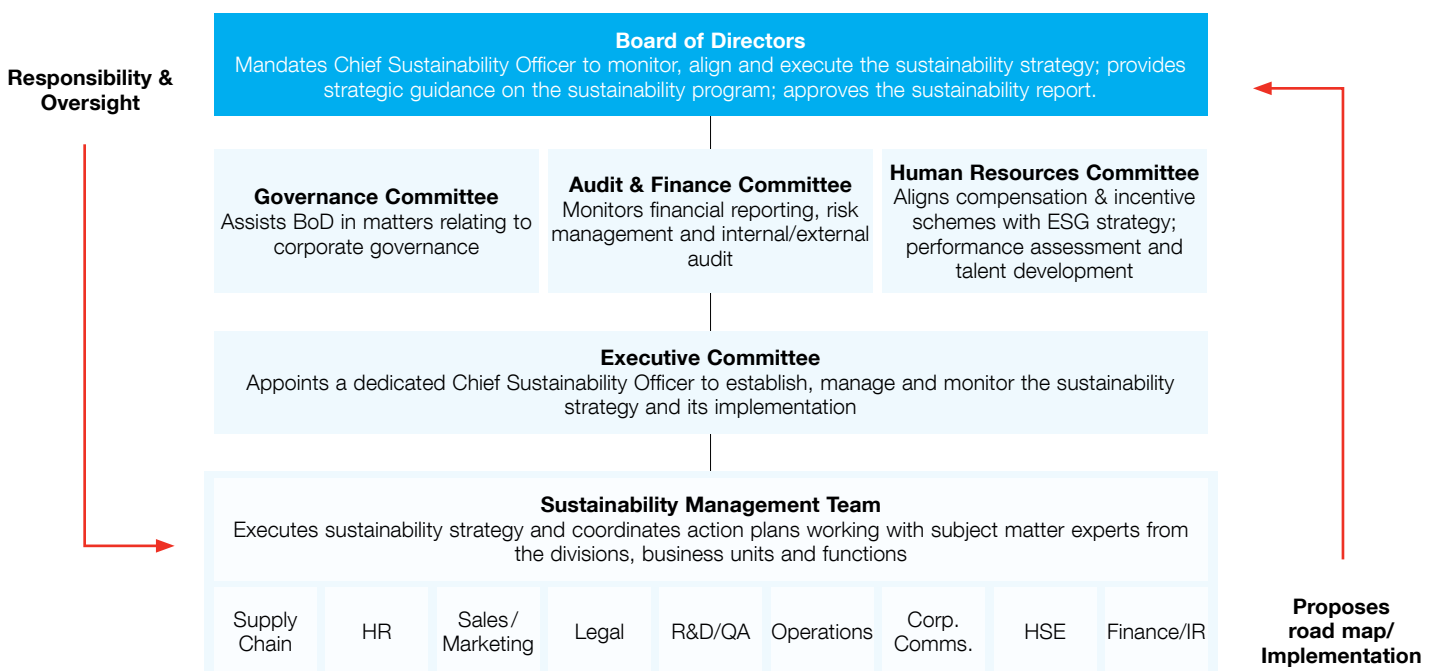 Responsibility &
Oversight
Board of Directors
Mandates Chief Sustainability Officer to monitor, align and execute the sustainability strategy; provides
strategic guidance on the sustainability program; approves the sustainability report.
Governance Committee
Assists BoD in matters relating to
corporate governance
Audit & Finance Committee
Monitors financial reporting, risk
management and internal/external
audit
Human Resources Committee
Aligns compensation & incentive
schemes with ESG strategy;
performance assessment and
talent development
Executive Committee
Appoints a dedicated Chief Sustainability Officer to establish, manage and monitor the sustainability
strategy and its implementation
Sustainability Management Team
Executes sustainability strategy and coordinates action plans working with subject matter experts from
the divisions, business units and functions
Supply
Chain
HR
Sales/
Marketing
Legal
R&D/QA
Operations
Corp.
Comms.
HSE
Finance/IR
Proposes
road map/
Implementation